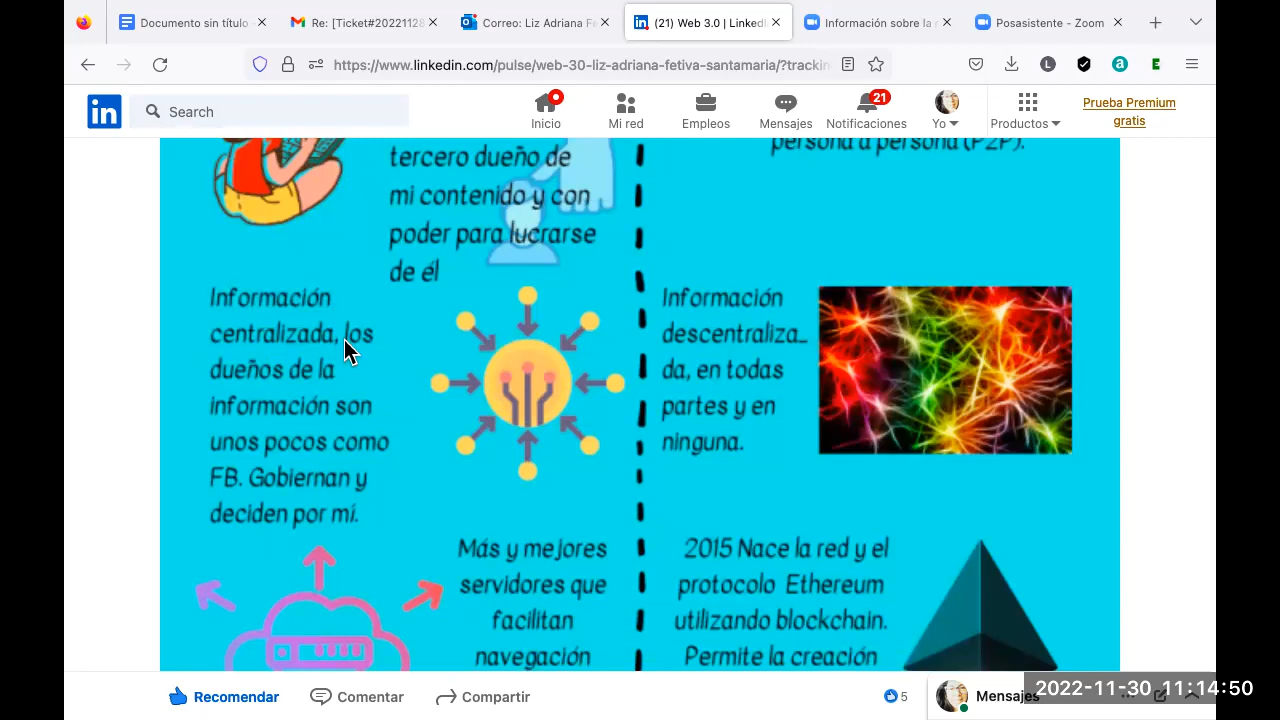 Documento sin título
Re: [Ticket#20221128
Correo: Liz Adriana Fe
(21) Web 3.0 | LinkedI
Información sobre la r
Posasistente - Zoom
https://www.linkedin.com/pulse/web-30-liz-adriana-fetiva-santamaria/?trackin
in
Search
Inicio
Mi red
Empleos
Mensajes
21
Notificaciones
Yo
Productos
Prueba Premium
gratis
tercero dueño de
mi contenido y con
poder para lucrarse
de él
persona a persona (P2P).
Información
centralizada, los
dueños de la
información son
unos pocos como
FB. Gobiernan y
deciden por mí.
Información
descentraliza_
da, en todas
partes y en
ninguna.
Más y mejores
servidores que
facilitan
navegación
2015 Nace la red y el
protocolo Ethereum
utilizando blockchain.
Permite la creación
Recomendar
Comentar
Compartir
5
Mensajes
2022-11-30 11:14:50